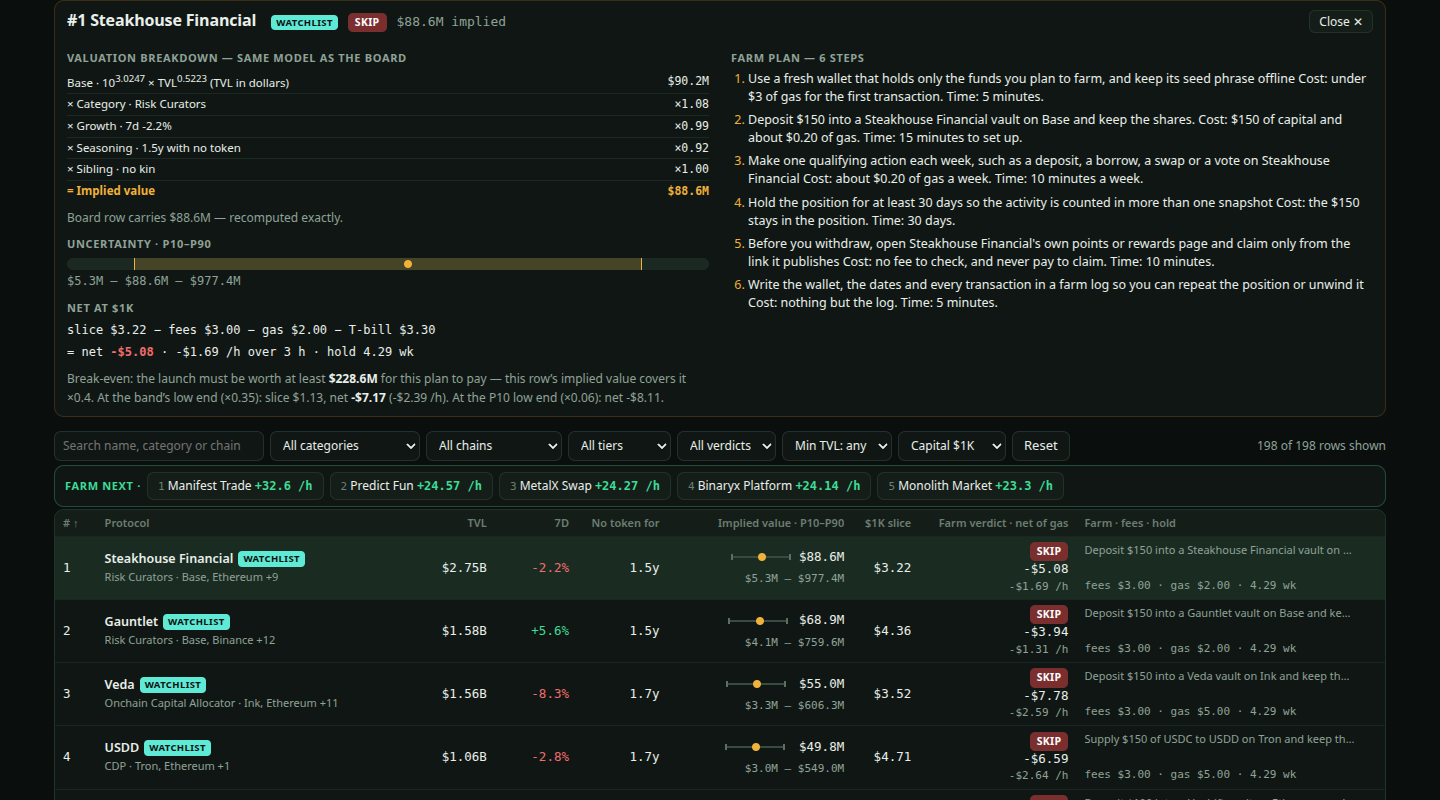 #1 Steakhouse Financial WATCHLIST SKIP $88.6M implied Close ✕
VALUATION BREAKDOWN — SAME MODEL AS THE BOARD
Base · 10^3.0247 × TVL^0.5223 (TVL in dollars) $90.2M
× Category · Risk Curators ×1.08
× Growth · 7d -2.2% ×0.99
× Seasoning · 1.5y with no token ×0.92
× Sibling · no kin ×1.00
= Implied value $88.6M
Board row carries $88.6M — recomputed exactly.
UNCERTAINTY · P10–P90
$5.3M — $88.6M — $977.4M
NET AT $1K
slice $3.22 − fees $3.00 − gas $2.00 − T-bill $3.30
= net -$5.08 · -$1.69 /h over 3 h · hold 4.29 wk
Break-even: the launch must be worth at least $228.6M for this plan to pay — this row's implied value covers it
×0.4. At the band's low end (×0.35): slice $1.13, net -$7.17 (-$2.39 /h). At the P10 low end (×0.06): net -$8.11.
FARM PLAN — 6 STEPS
1. Use a fresh wallet that holds only the funds you plan to farm, and keep its seed phrase offline Cost: under
$3 of gas for the first transaction. Time: 5 minutes.
2. Deposit $150 into a Steakhouse Financial vault on Base and keep the shares. Cost: $150 of capital and
about $0.20 of gas. Time: 15 minutes to set up.
3. Make one qualifying action each week, such as a deposit, a borrow, a swap or a vote on Steakhouse
Financial Cost: about $0.20 of gas a week. Time: 10 minutes a week.
4. Hold the position for at least 30 days so the activity is counted in more than one snapshot Cost: the $150
stays in the position. Time: 30 days.
5. Before you withdraw, open Steakhouse Financial's own points or rewards page and claim only from the
link it publishes Cost: no fee to check, and never pay to claim. Time: 10 minutes.
6. Write the wallet, the dates and every transaction in a farm log so you can repeat the position or unwind it
Cost: nothing but the log. Time: 5 minutes.
Search name, category or chain All categories All chains All tiers All verdicts Min TVL: any Capital $1K Reset 198 of 198 rows shown
FARM NEXT · 1 Manifest Trade +32.6 /h 2 Predict Fun +24.57 /h 3 MetalX Swap +24.27 /h 4 Binaryx Platform +24.14 /h 5 Monolith Market +23.3 /h
# ↑ Protocol TVL 7D No token for Implied value · P10–P90 $1K slice Farm verdict · net of gas Farm · fees · hold
1 Steakhouse Financial WATCHLIST $2.75B -2.2% 1.5y $88.6M $3.22 SKIP Deposit $150 into a Steakhouse Financial vault on ...
Risk Curators · Base, Ethereum +9 $5.3M — $977.4M -$5.08
-$1.69 /h fees $3.00 · gas $2.00 · 4.29 wk
2 Gauntlet WATCHLIST $1.58B +5.6% 1.5y $68.9M $4.36 SKIP Deposit $150 into a Gauntlet vault on Base and ke...
Risk Curators · Base, Binance +12 $4.1M — $759.6M -$3.94
-$1.31 /h fees $3.00 · gas $2.00 · 4.29 wk
3 Veda WATCHLIST $1.56B -8.3% 1.7y $55.0M $3.52 SKIP Deposit $150 into a Veda vault on Ink and keep th...
Onchain Capital Allocator · Ink, Ethereum +11 $3.3M — $606.3M -$7.78
-$2.59 /h fees $3.00 · gas $5.00 · 4.29 wk
4 USDD WATCHLIST $1.06B -2.8% 1.7y $49.8M $4.71 SKIP Supply $150 of USDC to USDD on Tron and keep th...
CDP · Tron, Ethereum +1 $3.0M — $549.0M -$6.59
-$2.64 /h fees $3.00 · gas $5.00 · 4.29 wk